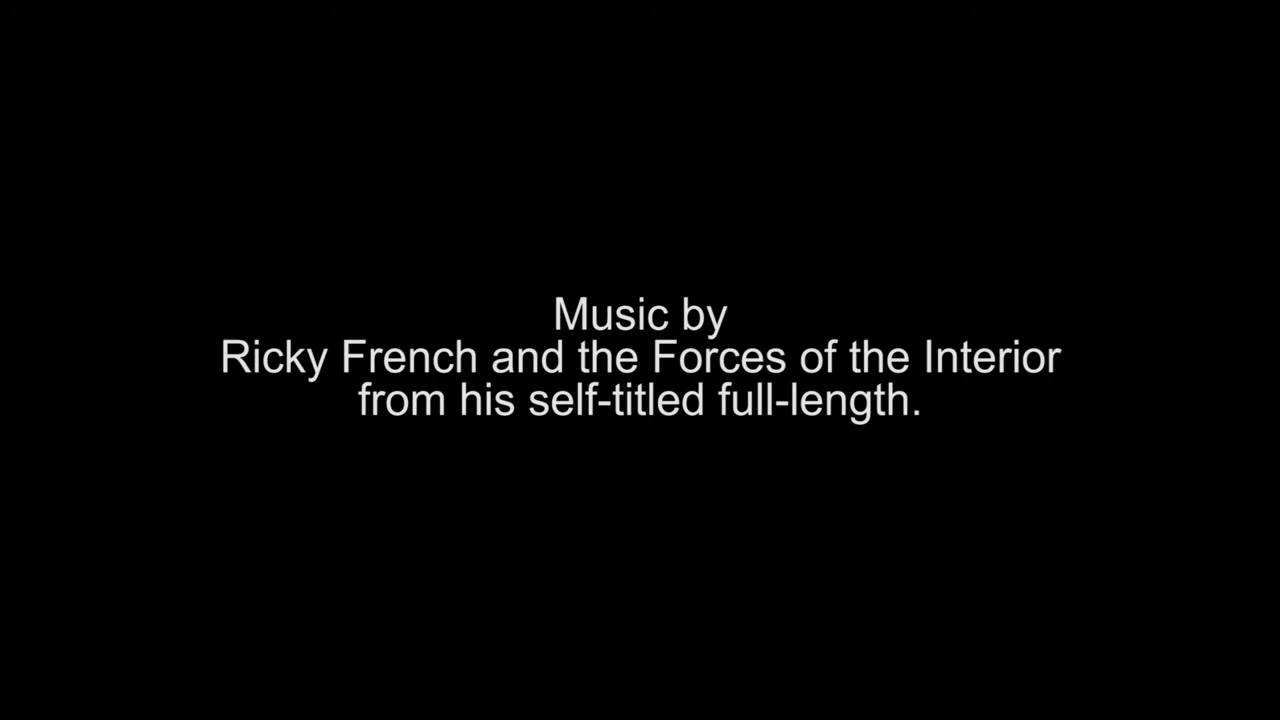 Music by
Ricky French and the Forces of the Interior
from his self-titled full-length.